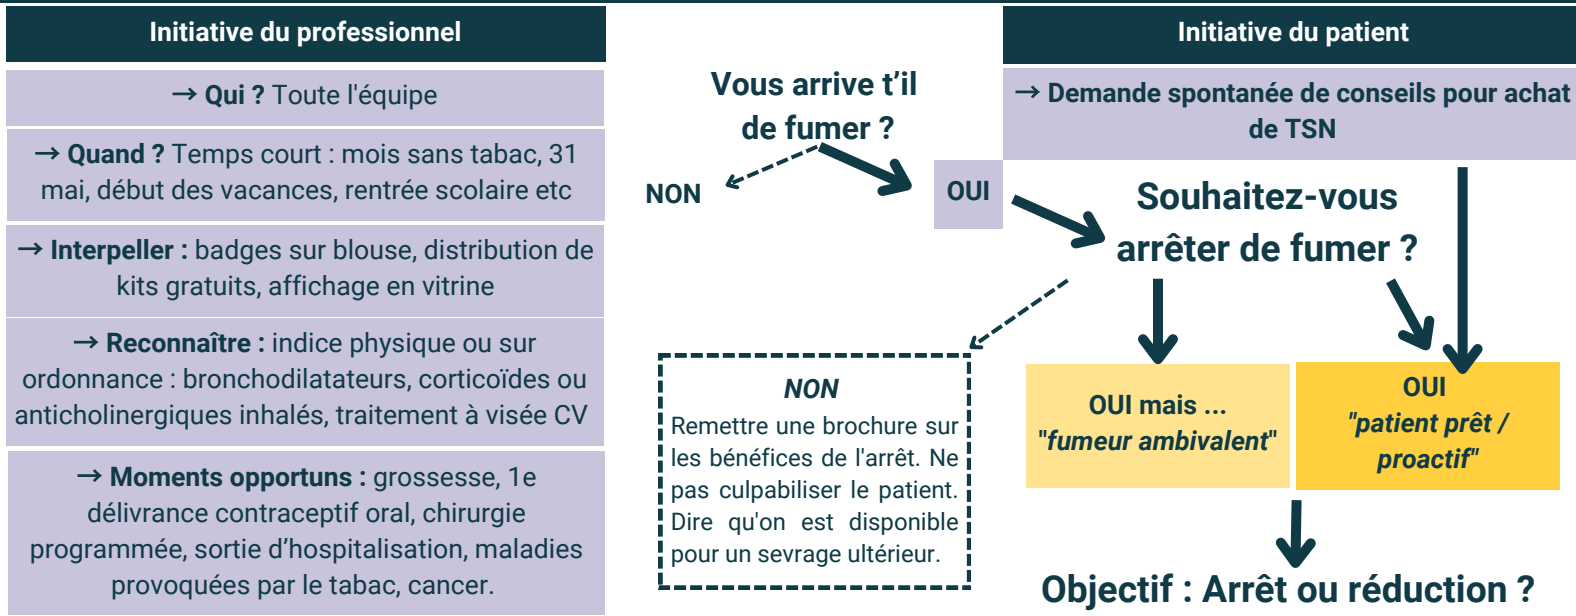 Initiative du professionnel
→ Qui ? Toute l'équipe
→ Quand ? Temps court : mois sans tabac, 31
mai, début des vacances, rentrée scolaire etc
→ Interpeller : badges sur blouse, distribution de
kits gratuits, affichage en vitrine
→ Reconnaître : indice physique ou sur
ordonnance : bronchodilatateurs, corticoïdes ou
anticholinergiques inhalés, traitement à visée CV
→ Moments opportuns : grossesse, 1e
délivrance contraceptif oral, chirurgie
programmée, sortie d’hospitalisation, maladies
provoquées par le tabac, cancer.
Vous arrive t’il
de fumer ?
NON
OUI
Initiative du patient
→ Demande spontanée de conseils pour achat
de TSN
Souhaitez-vous
arrêter de fumer ?
NON
Remettre une brochure sur
les bénéfices de l'arrêt. Ne
pas culpabiliser le patient.
Dire qu'on est disponible
pour un sevrage ultérieur.
OUI mais ...
"fumeur ambivalent"
OUI
"patient prêt /
proactif"
Objectif : Arrêt ou réduction ?